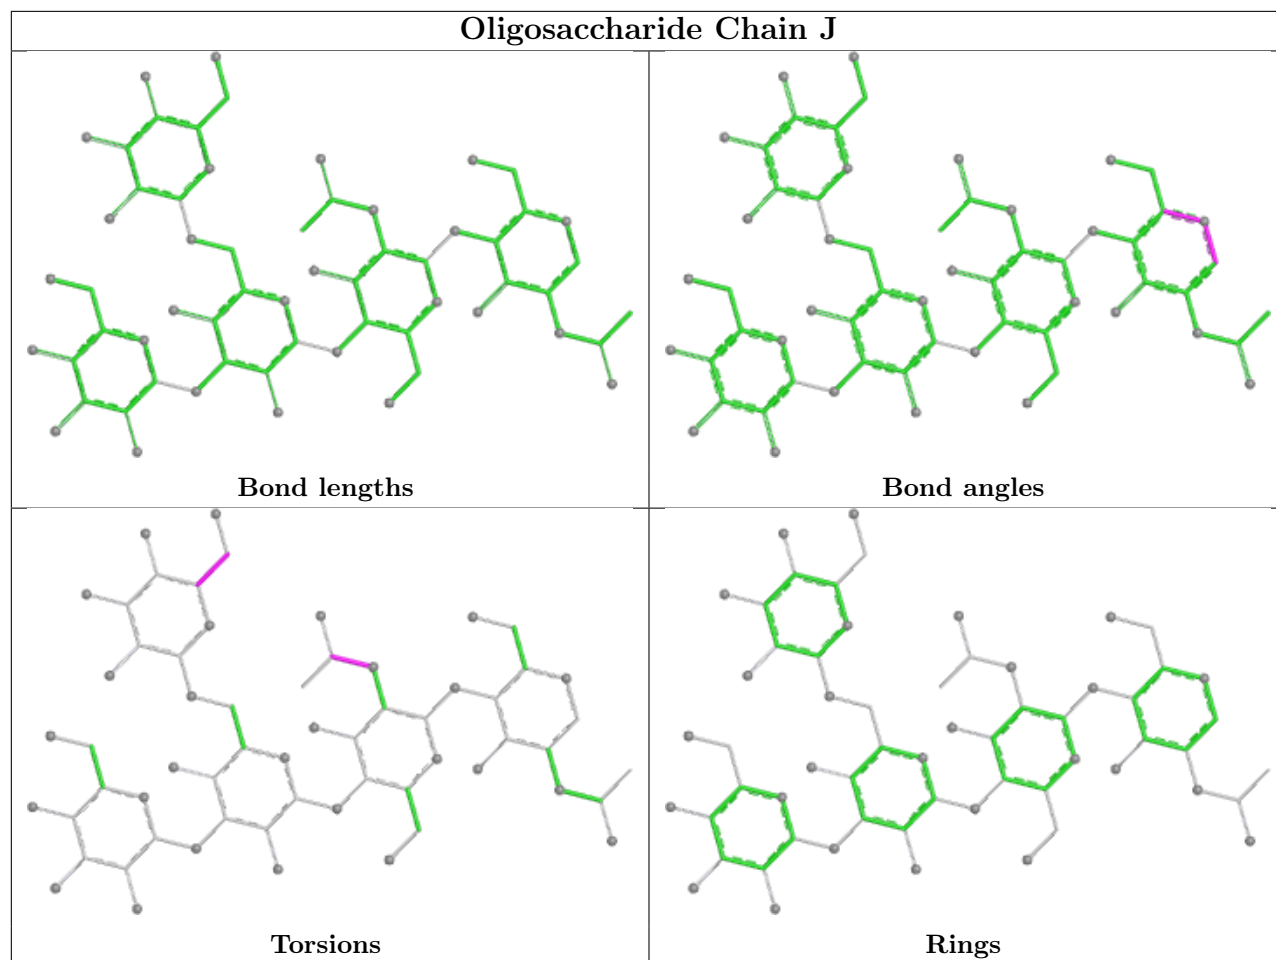 Oligosaccharide Chain J
Bond lengths
Bond angles
Torsions
Rings